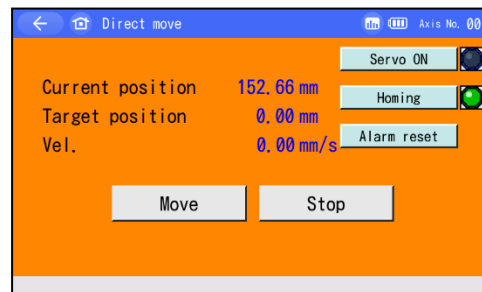 Direct move
Axis No. 00
Servo ON
Current position 152.66 mm
Homing
Target position 0.00 mm
Alarm reset
Vel. 0.00 mm/s
Move
Stop